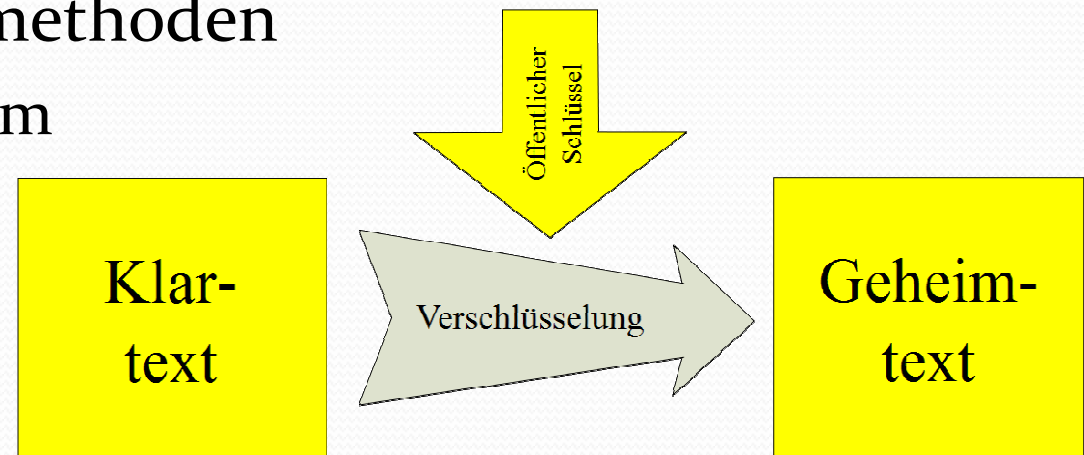 methoden
m
Öffentlicher
Schlüssel
Klar-
text
Verschlüsselung
Geheim-
text